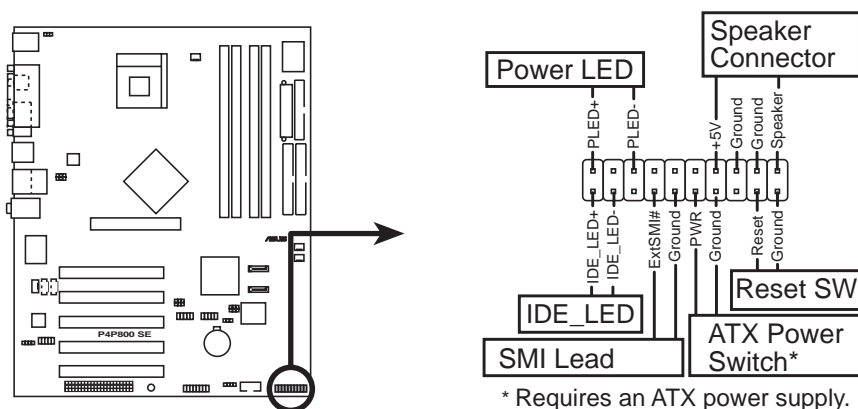 Speaker
Connector
Power LED
PLED+
PLED-
+5V
Ground
Ground
Speaker
IDE_LED+
IDE_LED-
ExtSMI#
Ground
PWR
Ground
Reset
Ground
Reset SW
IDE_LED
ATX Power
Switch*
SMI Lead
* Requires an ATX power supply.
/SUS
P4P800 SE